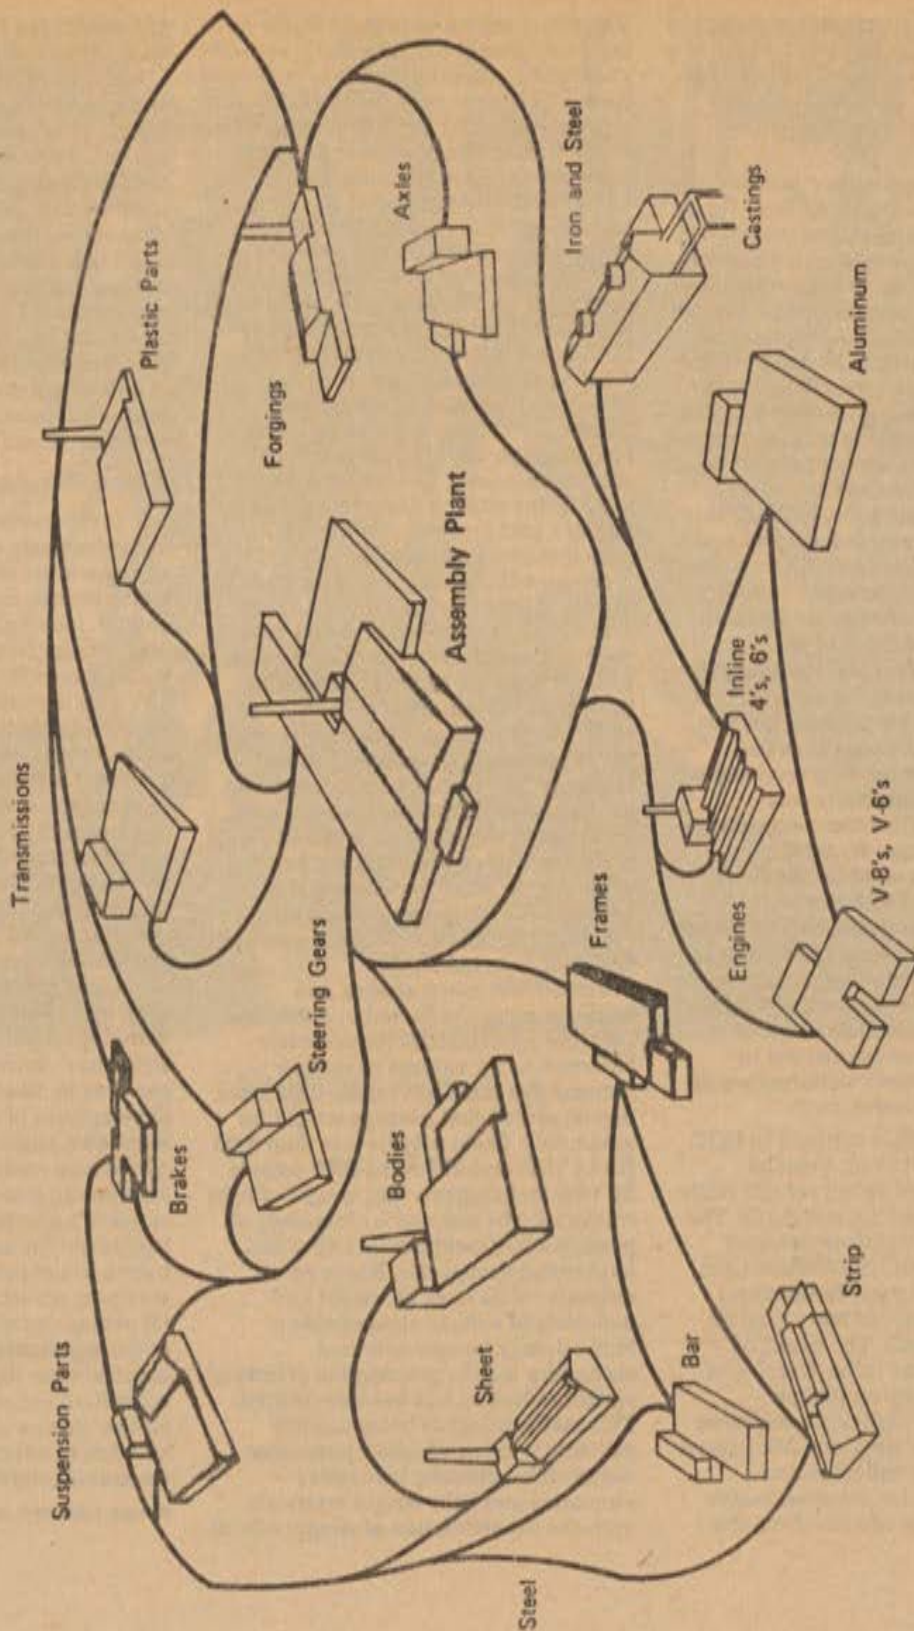 Suspension Parts
Transmissions
Brakes
Plastic Parts
Steering Gears
Forgings
Axles
Bodies
Assembly Plant
Sheet
Steel
Frames
Iron and Steel
Castings
Bar
Engines
Inline
4's, 6's
Strip
V-8's, V-6's
Aluminum